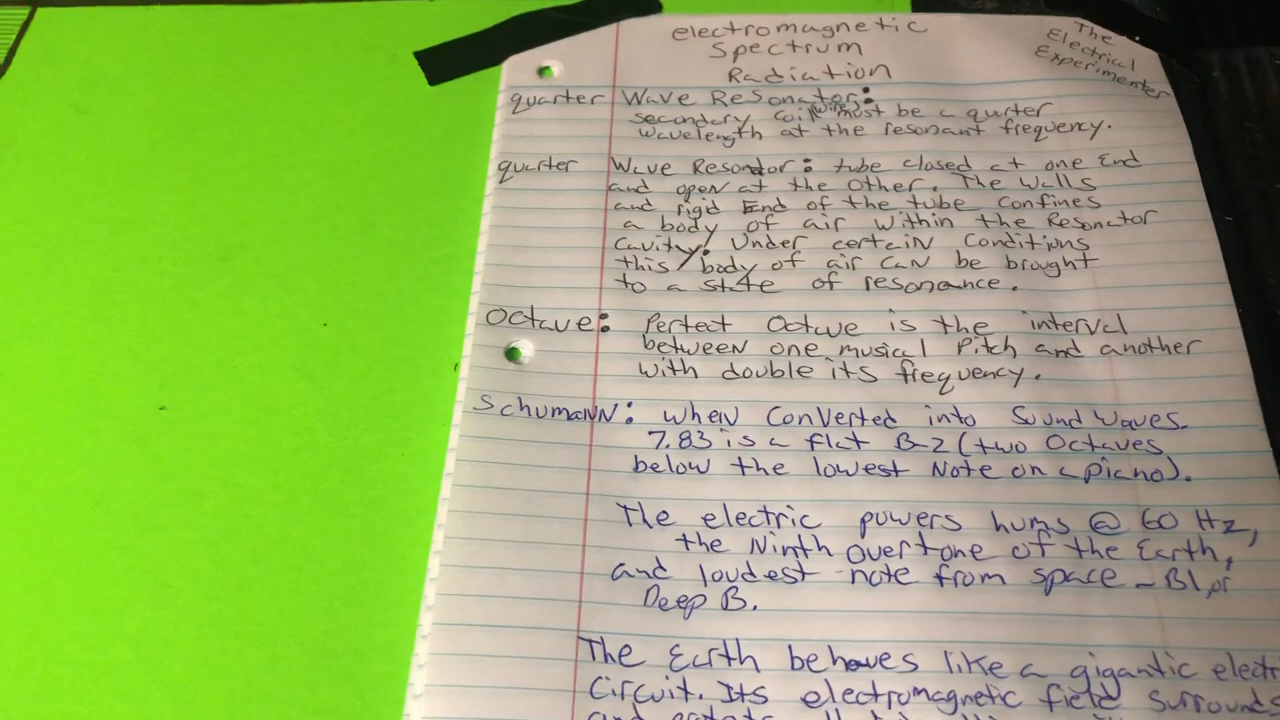 electromagnetic
Spectrum
Radiation
The
Electrical
Experimenter
quarter Wave Resonator:
secondary coil (wire) must be a qurter
wavelength at the resonant frequency.
quarter Wave Resonator: tube closed at one End
and open at the other. The Walls
and rigid End of the tube confines
a body of air within the Resonator
Cavity. Under certain Conditions
this body of air can be brought
to a state of resonance.
Octave: Perfect Octave is the interval
between one musical Pitch and another
with double its frequency.
Schumann: When Converted into Sound Waves.
7.83 is a flat B-2 (two Octaves
below the lowest Note on a piano).
The electric powers hums @ 60 Hz,
the Ninth overtone of the Earth,
and loudest note from space - B1, or
Deep B.
The Earth behaves like a gigantic electr
Circuit. Its electromagnetic field surrounds
and